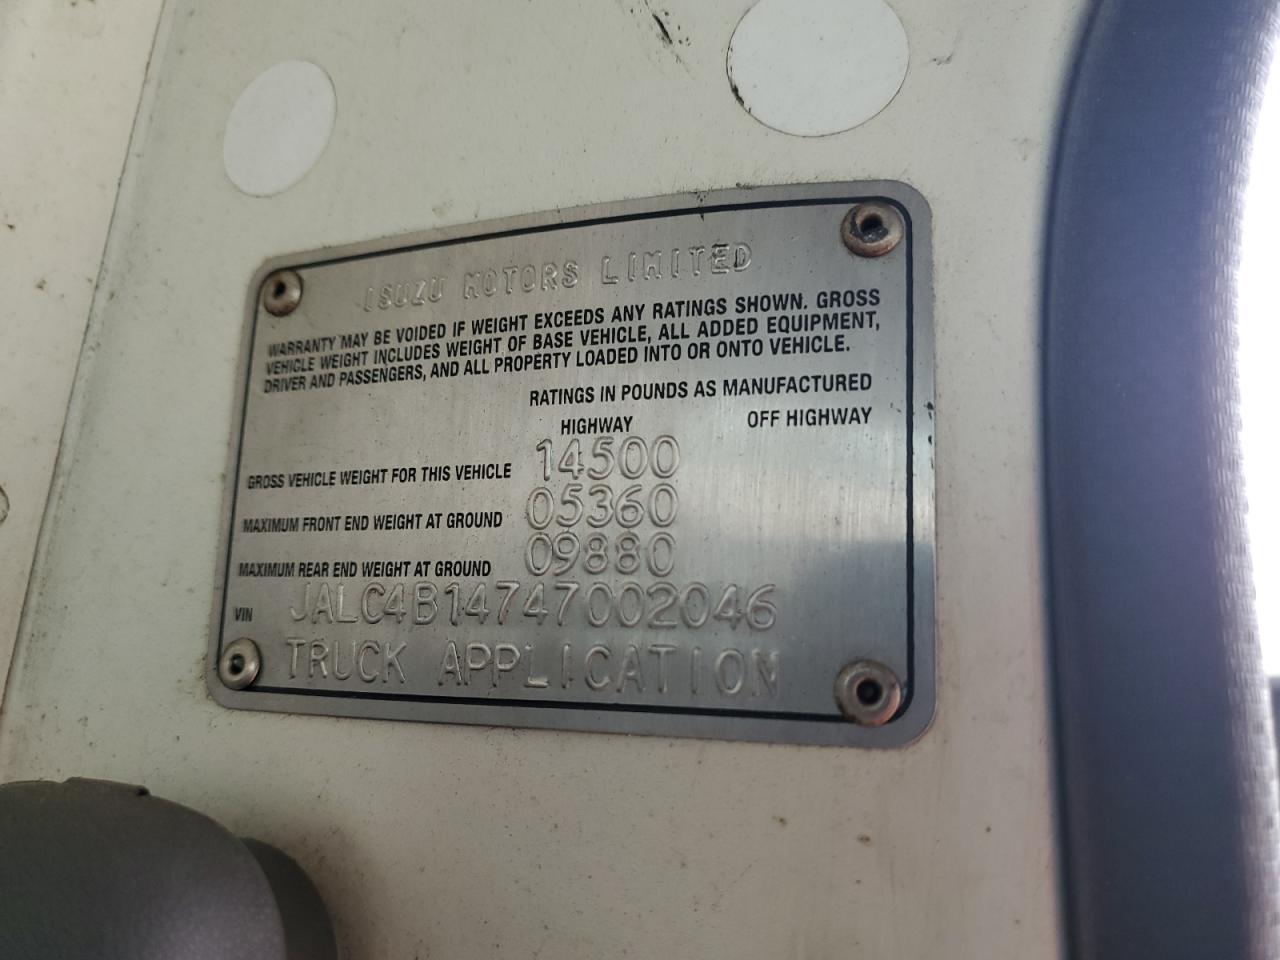 ISUZU MOTORS LIMITED
WARRANTY MAY BE VOIDED IF WEIGHT EXCEEDS ANY RATINGS SHOWN. GROSS
VEHICLE WEIGHT INCLUDES WEIGHT OF BASE VEHICLE, ALL ADDED EQUIPMENT,
DRIVER AND PASSENGERS, AND ALL PROPERTY LOADED INTO OR ONTO VEHICLE.
RATINGS IN POUNDS AS MANUFACTURED
HIGHWAY OFF HIGHWAY
GROSS VEHICLE WEIGHT FOR THIS VEHICLE 14500
MAXIMUM FRONT END WEIGHT AT GROUND 05360
MAXIMUM REAR END WEIGHT AT GROUND 09880
VIN JALC4B14747002046
TRUCK APPLICATION